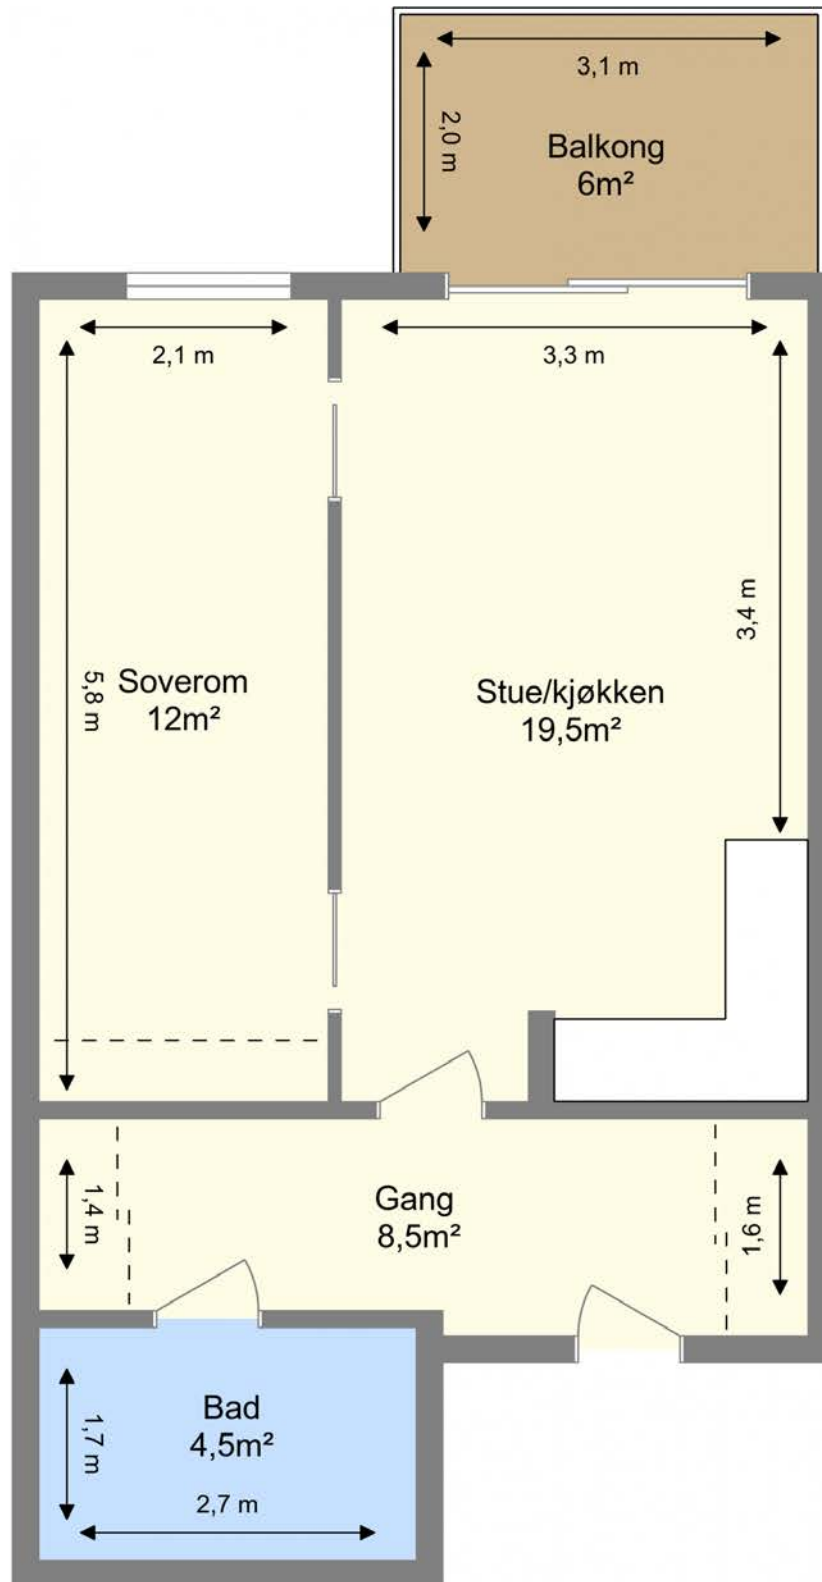 3,1 m
2,0 m
Balkong
6m²
2,1 m
3,3 m
3,4 m
5,8 m
Soverom
12m²
Stue/kjøkken
19,5m²
1,4 m
Gang
8,5m²
1,6 m
Bad
4,5m²
1,7 m
2,7 m